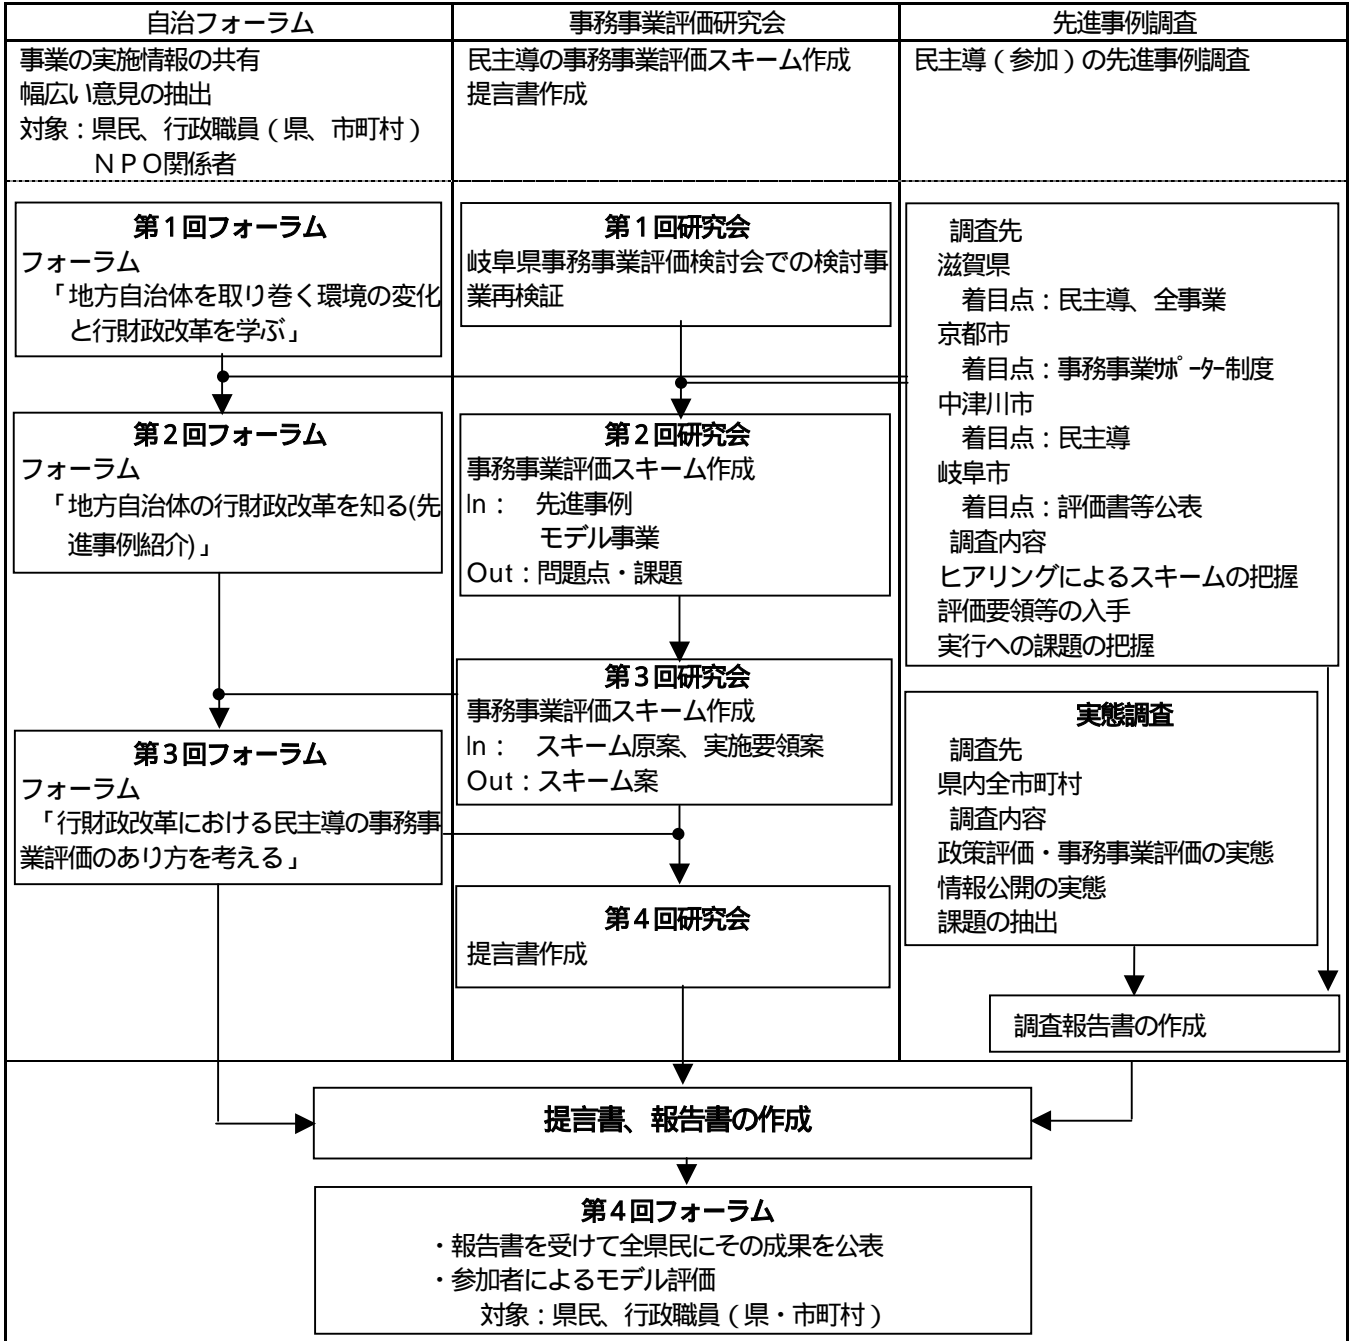 自治フォーラム
事業の実施情報の共有
幅広い意見の抽出
対象：県民、行政職員（県、市町村）
ＮＰＯ関係者
第１回フォーラム
フォーラム
「地方自治体を取り巻く環境の変化
と行財政改革を学ぶ」
第２回フォーラム
フォーラム
「地方自治体の行財政改革を知る(先
進事例紹介)」
第３回フォーラム
フォーラム
「行財政改革における民主導の事務事
業評価のあり方を考える」
事務事業評価研究会
民主導の事務事業評価スキーム作成
提言書作成
第１回研究会
岐阜県事務事業評価検討会での検討事
業再検証
第２回研究会
事務事業評価スキーム作成
In： 先進事例
モデル事業
Out：問題点・課題
第３回研究会
事務事業評価スキーム作成
In： スキーム原案、実施要領案
Out：スキーム案
第４回研究会
提言書作成
先進事例調査
民主導（参加）の先進事例調査
調査先
滋賀県
着目点：民主導、全事業
京都市
着目点：事務事業ｻﾎﾟｰﾀｰ制度
中津川市
着目点：民主導
岐阜市
着目点：評価書等公表
調査内容
ヒアリングによるスキームの把握
評価要領等の入手
実行への課題の把握
実態調査
調査先
県内全市町村
調査内容
政策評価・事務事業評価の実態
情報公開の実態
課題の抽出
調査報告書の作成
提言書、報告書の作成
第４回フォーラム
・報告書を受けて全県民にその成果を公表
・参加者によるモデル評価
対象：県民、行政職員（県・市町村）